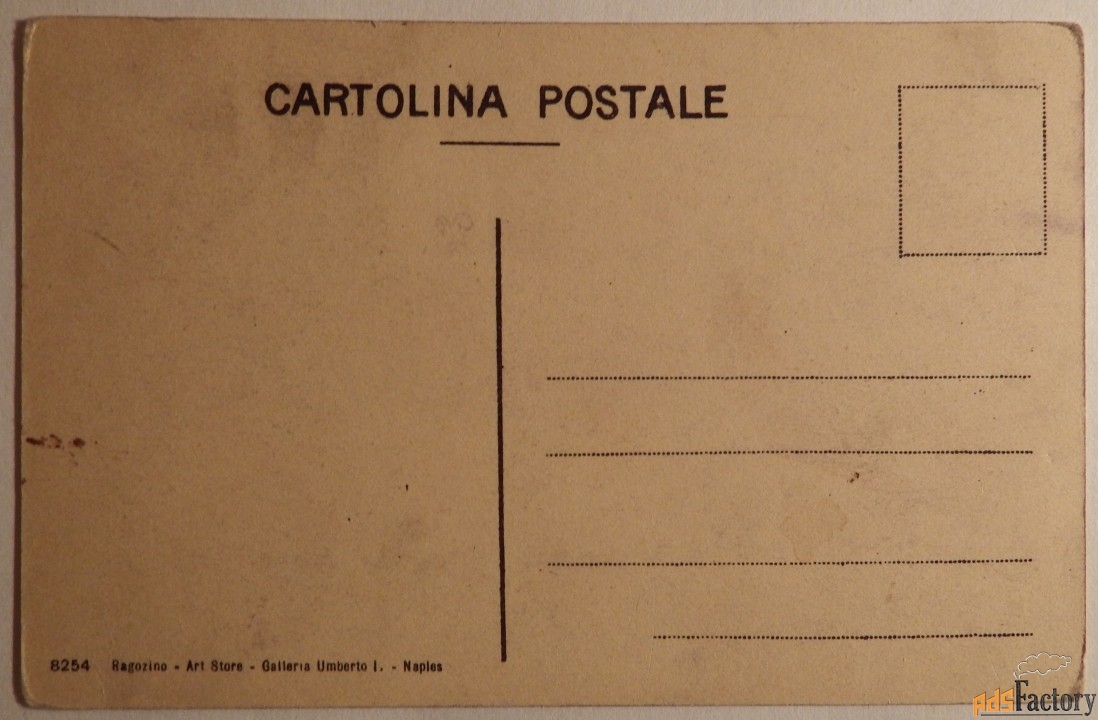 CARTOLINA POSTALE
8254 Ragozino - Art Store - Galleria Umberto I. - Naples
adsFactory